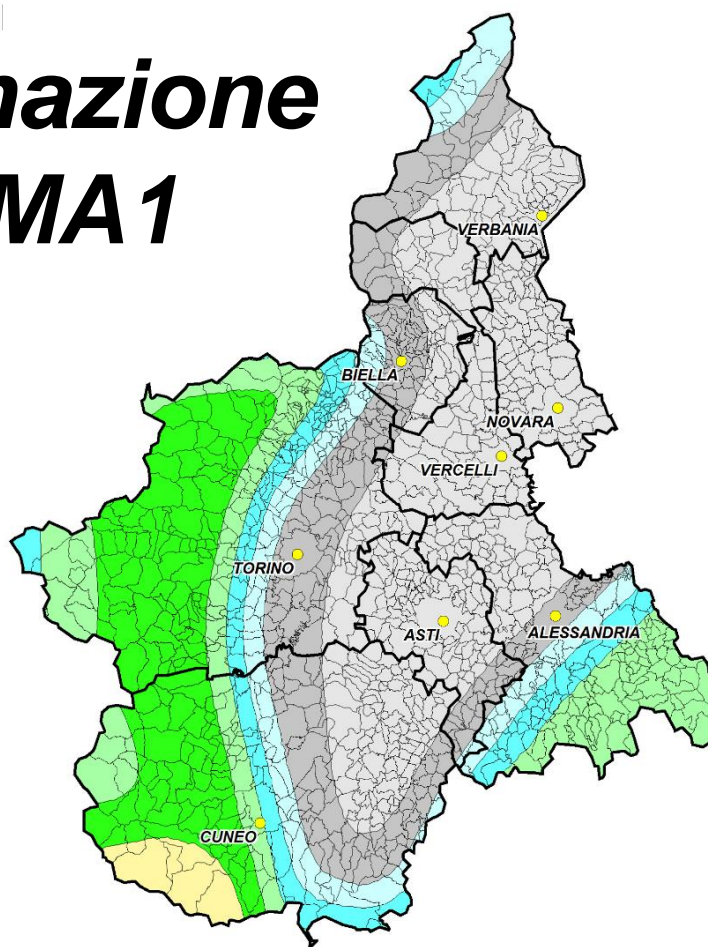 nazione
MA1
VERBANIA
BIELLA
NOVARA
VERCELLI
TORINO
ASTI
ALESSANDRIA
CUNEO